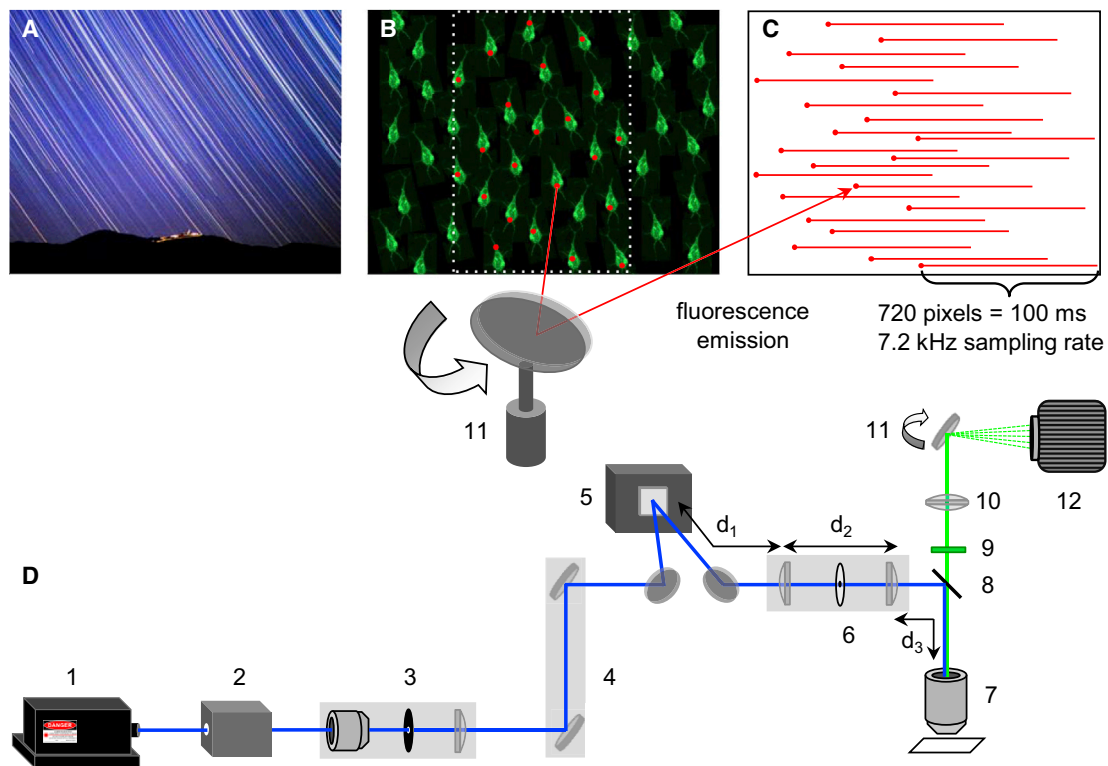 A
B
C
fluorescence
emission
720 pixels = 100 ms
7.2 kHz sampling rate
11
11
12
5
10
d1
d2
9
D
8
6
d3
1
2
3
4
7
DANGER